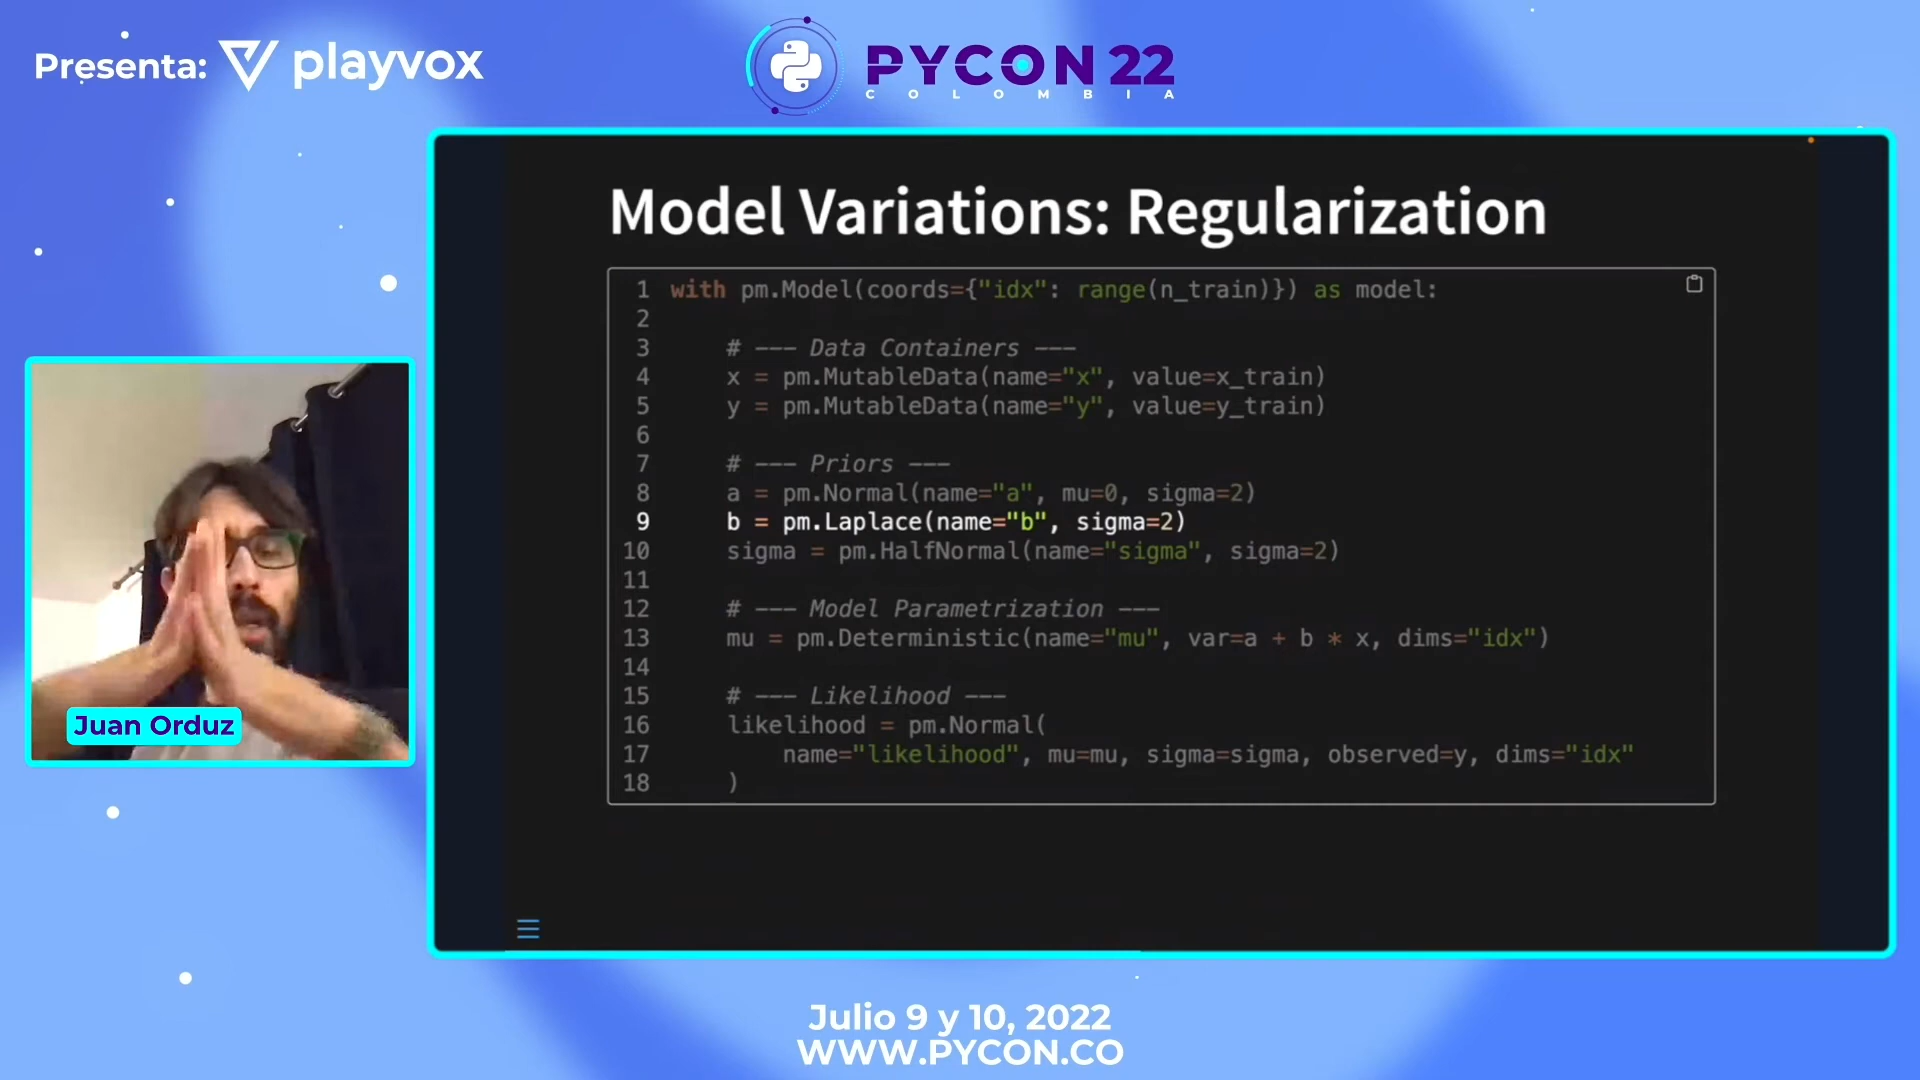 Presenta: playvox
PYCON 22
COLOMBIA
Model Variations: Regularization
1 with pm.Model(coords={"idx": range(n_train)}) as model:
2
3 # --- Data Containers ---
4 x = pm.MutableData(name="x", value=x_train)
5 y = pm.MutableData(name="y", value=y_train)
6
7 # --- Priors ---
8 a = pm.Normal(name="a", mu=0, sigma=2)
9 b = pm.Laplace(name="b", sigma=2)
10 sigma = pm.HalfNormal(name="sigma", sigma=2)
11
12 # --- Model Parametrization ---
13 mu = pm.Deterministic(name="mu", var=a + b * x, dims="idx")
14
15 # --- Likelihood ---
16 likelihood = pm.Normal(
17 name="likelihood", mu=mu, sigma=sigma, observed=y, dims="idx"
18 )
Juan Orduz
Julio 9 y 10, 2022
WWW.PYCON.CO